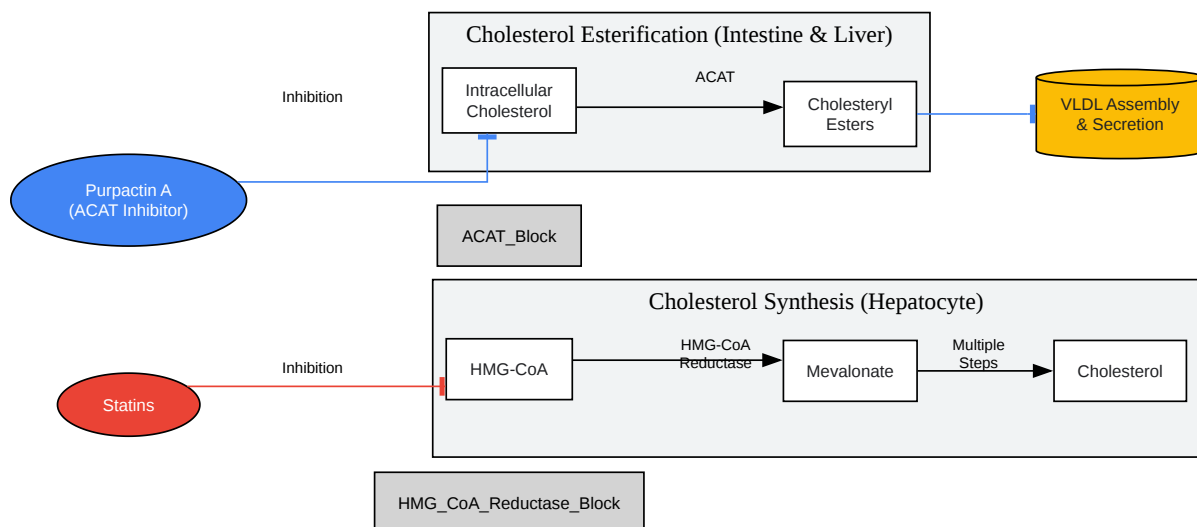 Cholesterol Esterification (Intestine & Liver)
Inhibition
Intracellular
Cholesterol
ACAT
Cholesteryl
Esters
VLDL Assembly
& Secretion
Purpactin A
(ACAT Inhibitor)
ACAT_Block
Cholesterol Synthesis (Hepatocyte)
Inhibition
HMG-CoA
HMG-CoA
Reductase
Mevalonate
Multiple
Steps
Cholesterol
Statins
HMG_CoA_Reductase_Block